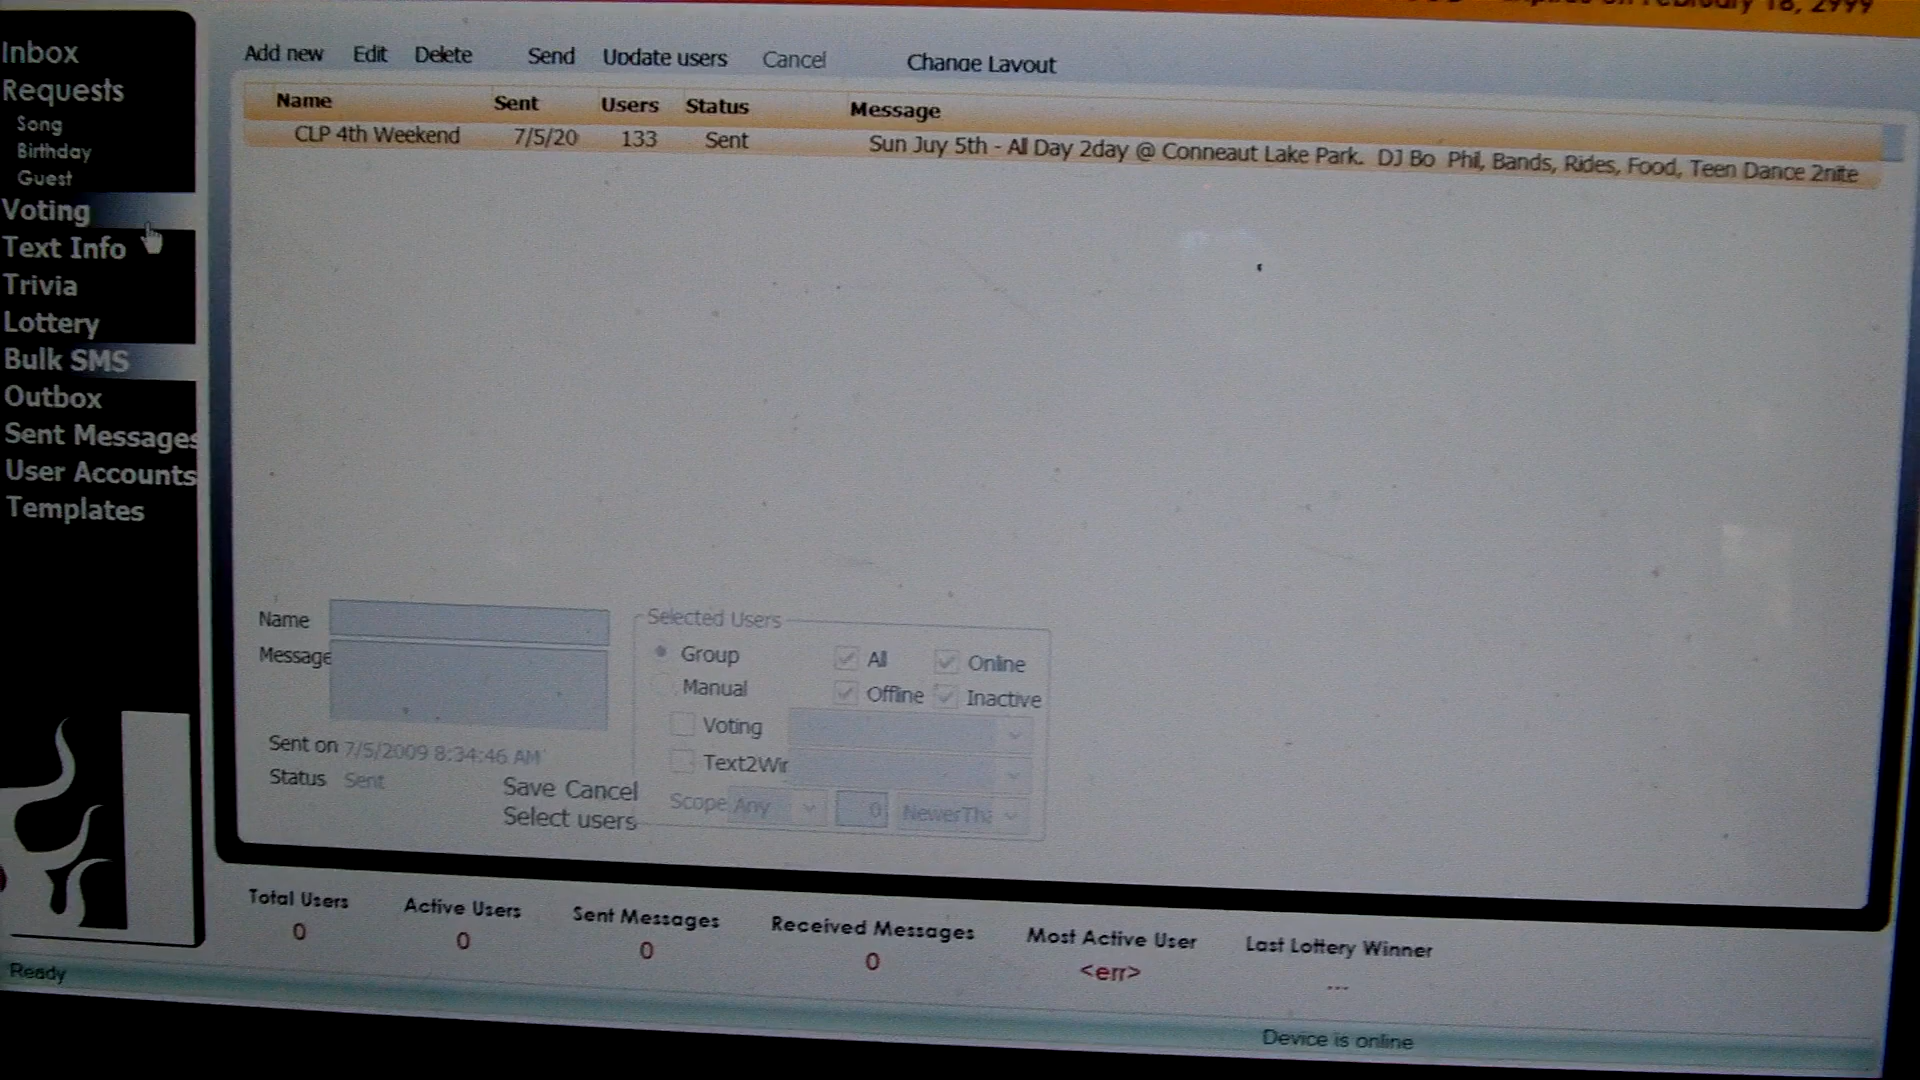 February 18, 2999
Inbox
Requests
Song
Birthday
Guest
Voting
Text Info
Trivia
Lottery
Bulk SMS
Outbox
Sent Messages
User Accounts
Templates
Add new Edit Delete Send Update users Cancel Change Layout
Name Sent Users Status Message
CLP 4th Weekend 7/5/20 133 Sent Sun Juy 5th - All Day 2day @ Conneaut Lake Park. DJ Bo Phil, Bands, Rides, Food, Teen Dance 2nite
Name
Message
Sent on 7/5/2009 8:34:46 AM
Status Sent
Save Cancel
Select users
Selected Users
Group All Online
Manual Offline Inactive
Voting
Text2Wir
Scope Any 0 NewerTha
Total Users Active Users Sent Messages Received Messages Most Active User Last Lottery Winner
0 0 0 0 <err> ...
Ready
Device is online